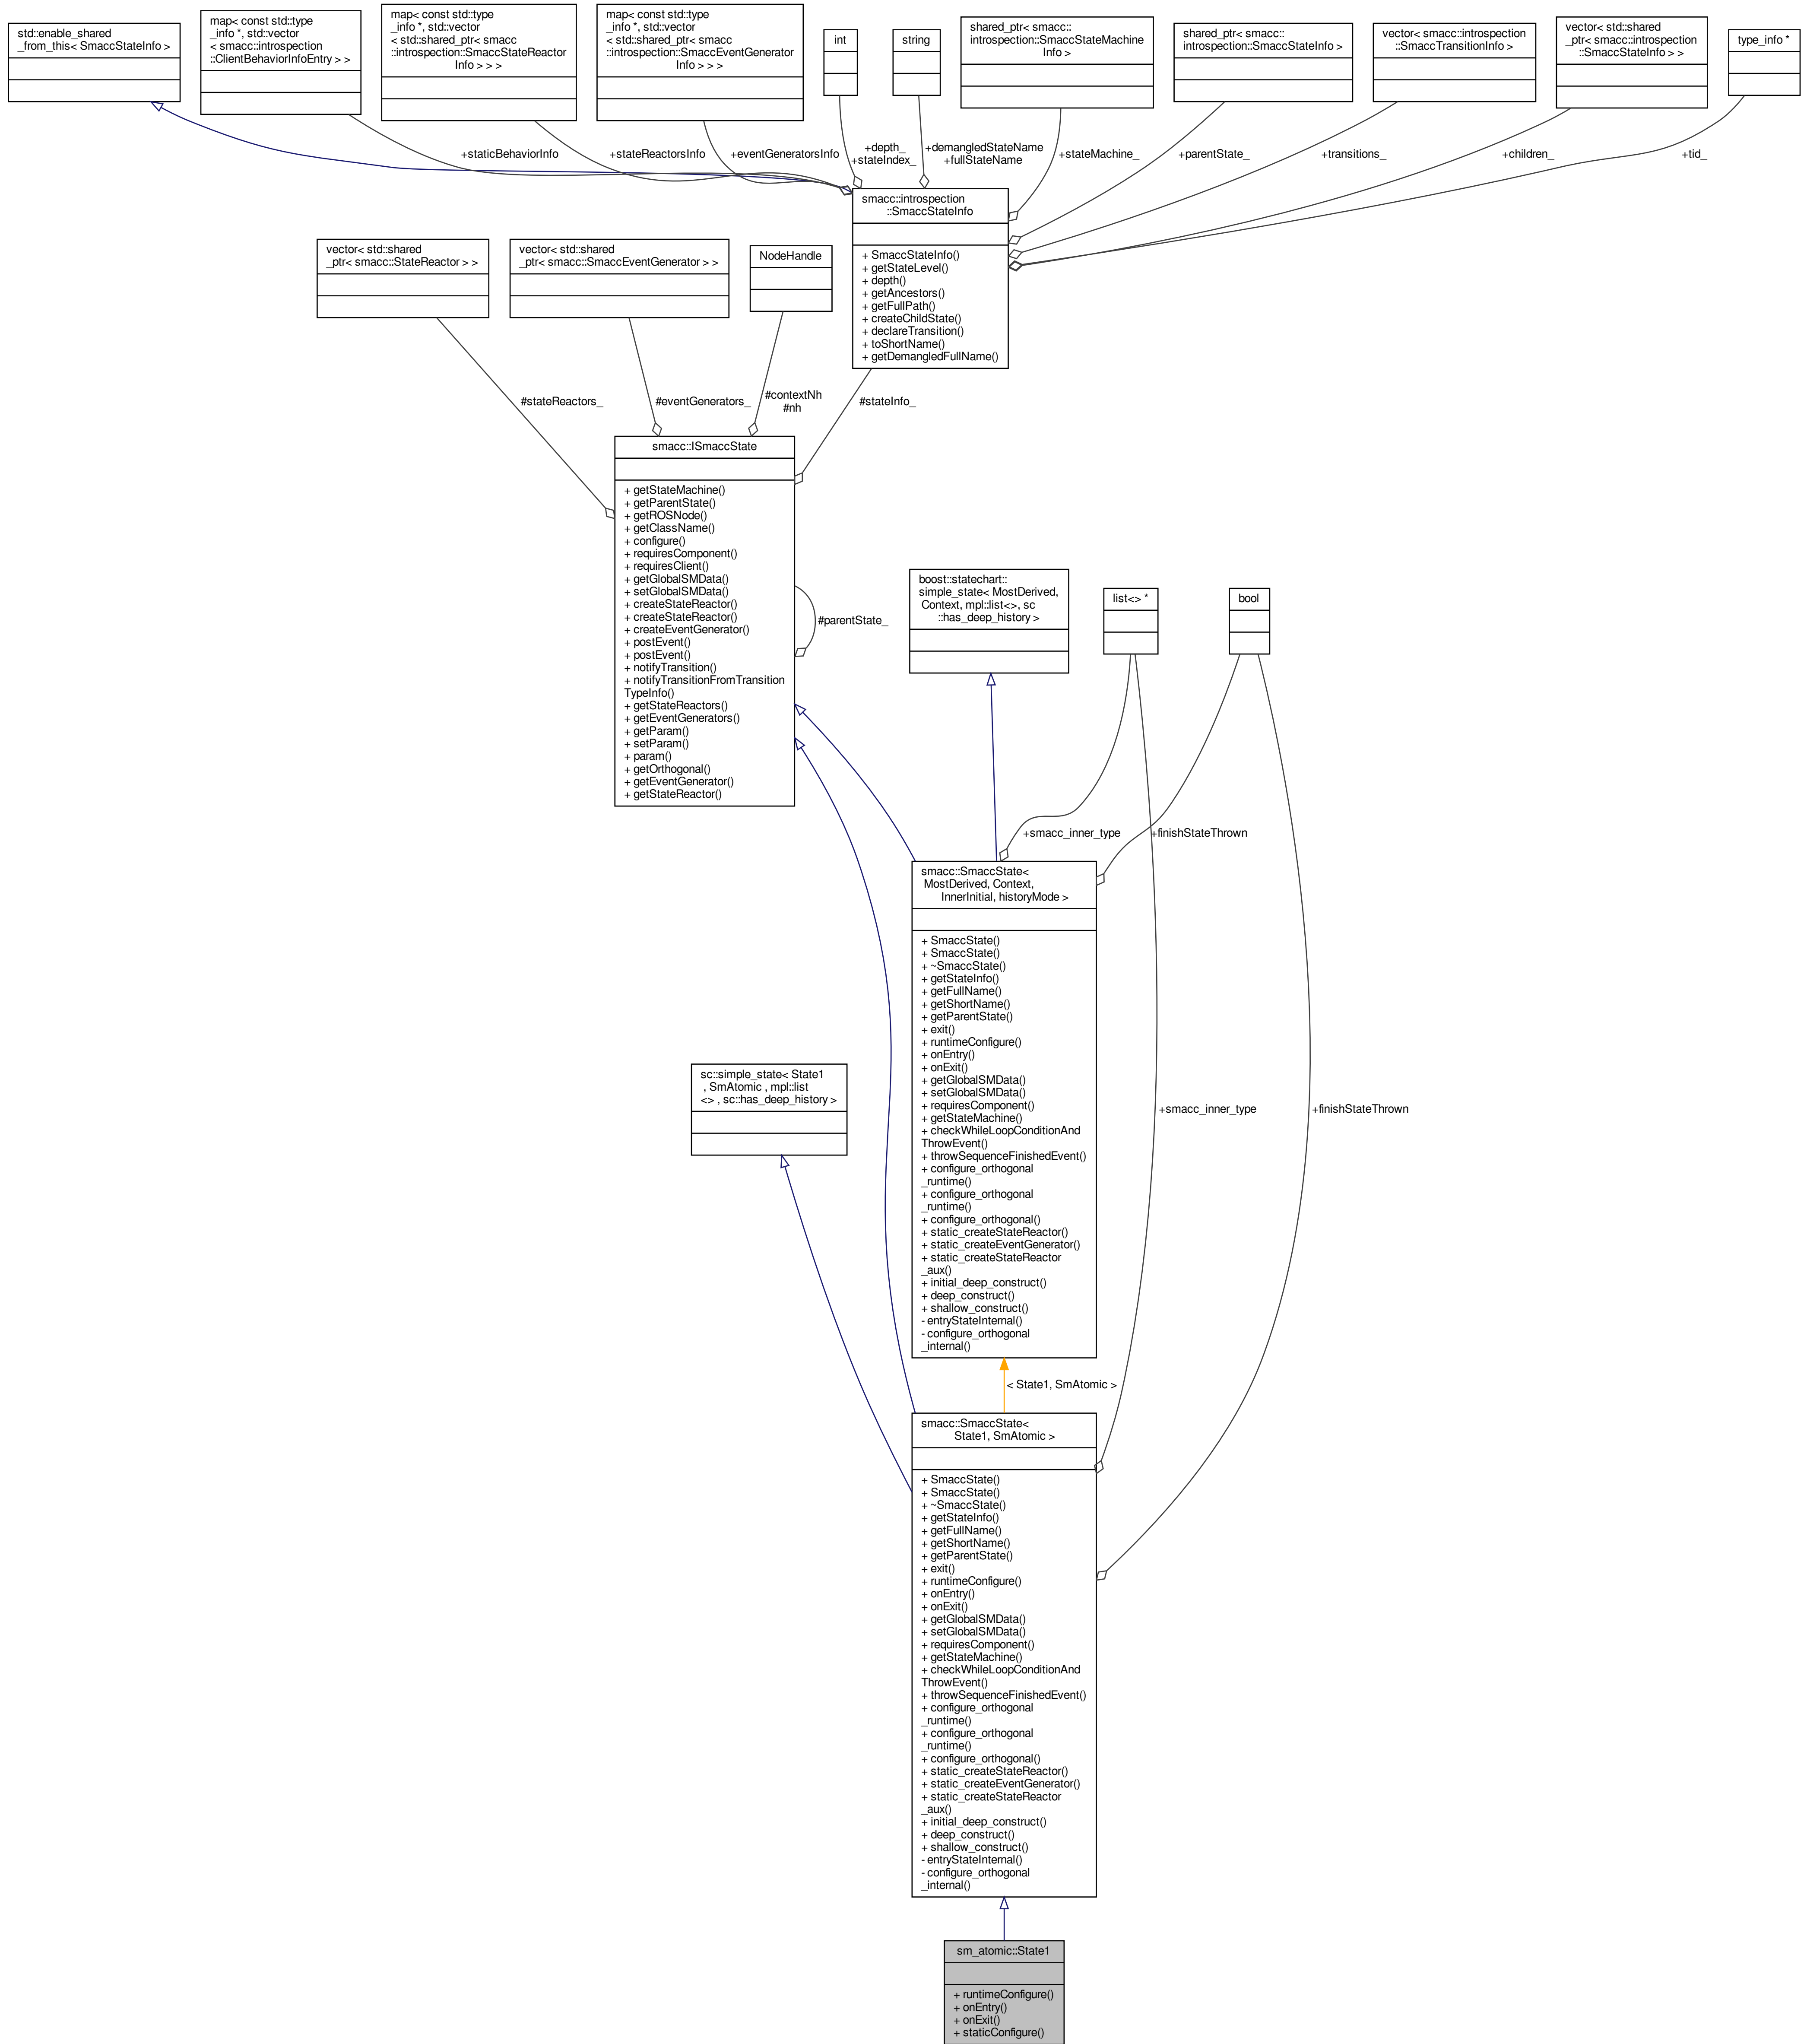 std::enable_shared
_from_this< SmaccStateInfo >
map< const std::type
_info *, std::vector
< smacc::introspection
::ClientBehaviorInfoEntry > >
map< const std::type
_info *, std::vector
< std::shared_ptr< smacc
::introspection::SmaccStateReactor
Info > > >
map< const std::type
_info *, std::vector
< std::shared_ptr< smacc
::introspection::SmaccEventGenerator
Info > > >
int
string
shared_ptr< smacc::
introspection::SmaccStateMachine
Info >
shared_ptr< smacc::
introspection::SmaccStateInfo >
vector< smacc::introspection
::SmaccTransitionInfo >
vector< std::shared
_ptr< smacc::introspection
::SmaccStateInfo > >
type_info *
+staticBehaviorInfo
+stateReactorsInfo
+eventGeneratorsInfo
+depth_
+stateIndex_
+demangledStateName
+fullStateName
+stateMachine_
+parentState_
+transitions_
+children_
+tid_
smacc::introspection
::SmaccStateInfo
+ SmaccStateInfo()
+ getStateLevel()
+ depth()
+ getAncestors()
+ getFullPath()
+ createChildState()
+ declareTransition()
+ toShortName()
+ getDemangledFullName()
vector< std::shared
_ptr< smacc::StateReactor > >
vector< std::shared
_ptr< smacc::SmaccEventGenerator > >
NodeHandle
#stateReactors_
#eventGenerators_
#contextNh
#nh
#stateInfo_
smacc::ISmaccState
+ getStateMachine()
+ getParentState()
+ getROSNode()
+ getClassName()
+ configure()
+ requiresComponent()
+ requiresClient()
+ getGlobalSMData()
+ setGlobalSMData()
+ createStateReactor()
+ createStateReactor()
+ createEventGenerator()
+ postEvent()
+ postEvent()
+ notifyTransition()
+ notifyTransitionFromTransition
TypeInfo()
+ getStateReactors()
+ getEventGenerators()
+ getParam()
+ setParam()
+ param()
+ getOrthogonal()
+ getEventGenerator()
+ getStateReactor()
#parentState_
boost::statechart::
simple_state< MostDerived,
Context, mpl::list<>, sc
::has_deep_history >
list<> *
bool
+smacc_inner_type
+finishStateThrown
smacc::SmaccState<
MostDerived, Context,
InnerInitial, historyMode >
+ SmaccState()
+ SmaccState()
+ ~SmaccState()
+ getStateInfo()
+ getFullName()
+ getShortName()
+ getParentState()
+ exit()
+ runtimeConfigure()
+ onEntry()
+ onExit()
+ getGlobalSMData()
+ setGlobalSMData()
+ requiresComponent()
+ getStateMachine()
+ checkWhileLoopConditionAnd
ThrowEvent()
+ throwSequenceFinishedEvent()
+ configure_orthogonal
_runtime()
+ configure_orthogonal
_runtime()
+ configure_orthogonal()
+ static_createStateReactor()
+ static_createEventGenerator()
+ static_createStateReactor
_aux()
+ initial_deep_construct()
+ deep_construct()
+ shallow_construct()
- entryStateInternal()
- configure_orthogonal
_internal()
sc::simple_state< State1
, SmAtomic , mpl::list
<> , sc::has_deep_history >
+smacc_inner_type
+finishStateThrown
< State1, SmAtomic >
smacc::SmaccState<
State1, SmAtomic >
+ SmaccState()
+ SmaccState()
+ ~SmaccState()
+ getStateInfo()
+ getFullName()
+ getShortName()
+ getParentState()
+ exit()
+ runtimeConfigure()
+ onEntry()
+ onExit()
+ getGlobalSMData()
+ setGlobalSMData()
+ requiresComponent()
+ getStateMachine()
+ checkWhileLoopConditionAnd
ThrowEvent()
+ throwSequenceFinishedEvent()
+ configure_orthogonal
_runtime()
+ configure_orthogonal
_runtime()
+ configure_orthogonal()
+ static_createStateReactor()
+ static_createEventGenerator()
+ static_createStateReactor
_aux()
+ initial_deep_construct()
+ deep_construct()
+ shallow_construct()
- entryStateInternal()
- configure_orthogonal
_internal()
sm_atomic::State1
+ runtimeConfigure()
+ onEntry()
+ onExit()
+ staticConfigure()